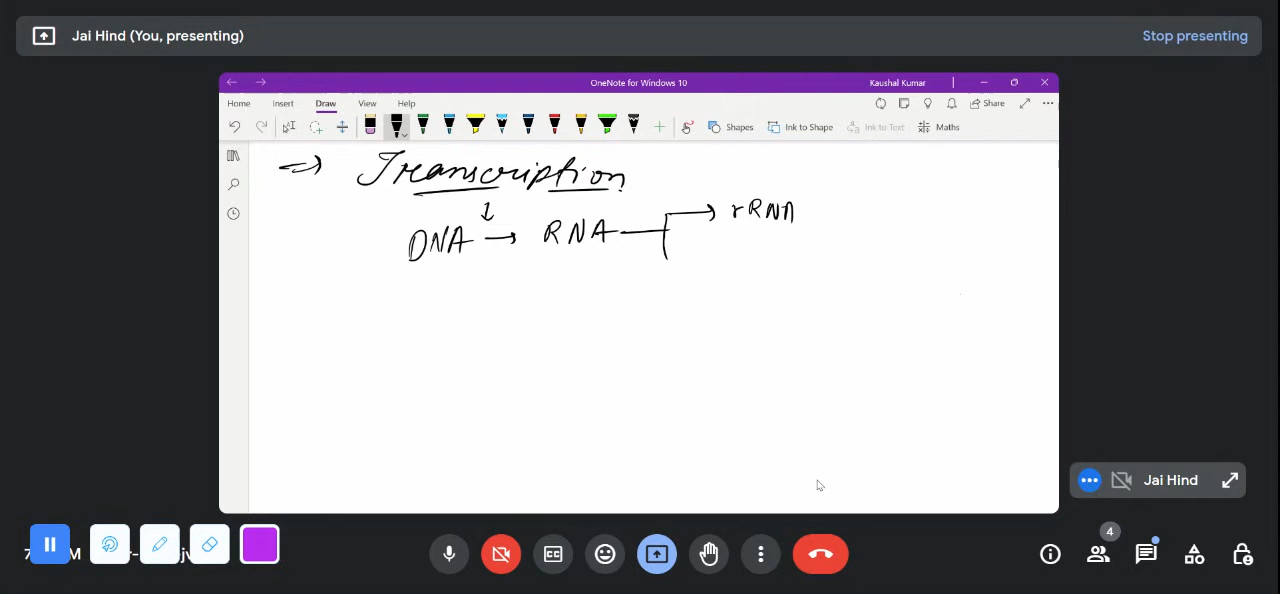 Jai Hind (You, presenting)
Stop presenting
OneNote for Windows 10
Kaushal Kumar
Home Insert Draw View Help
Share
Shapes Ink to Shape Ink to Text Maths
=> Transcription
↓
DNA → RNA → rRNA
Jai Hind
4
CC